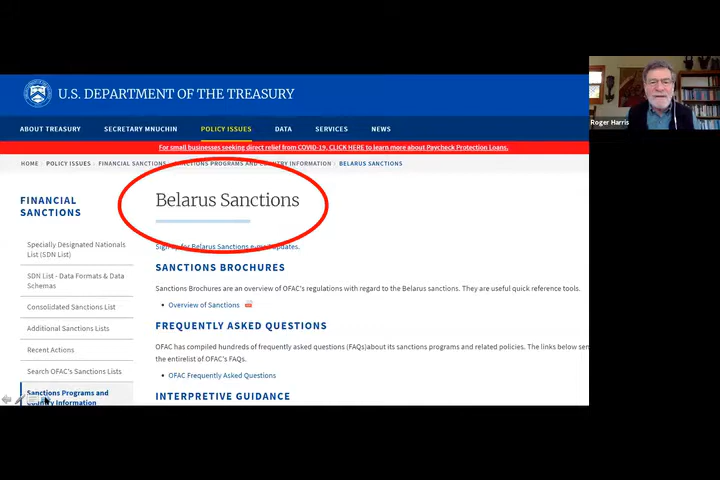 U.S. DEPARTMENT OF THE TREASURY
Roger Harris
ABOUT TREASURY SECRETARY MNUCHIN POLICY ISSUES DATA SERVICES NEWS
For small businesses seeking direct relief from COVID-19, CLICK HERE to learn more about Paycheck Protection Loans.
HOME POLICY ISSUES FINANCIAL SANCTIONS SANCTIONS PROGRAMS AND COUNTRY INFORMATION BELARUS SANCTIONS
FINANCIAL
SANCTIONS
Specially Designated Nationals
List (SDN List)
SDN List - Data Formats & Data
Schemas
Consolidated Sanctions List
Additional Sanctions Lists
Recent Actions
Search OFAC's Sanctions Lists
Sanctions Programs and
Country Information
Belarus Sanctions
Sign up for Belarus Sanctions e-mail updates.
SANCTIONS BROCHURES
Sanctions Brochures are an overview of OFAC's regulations with regard to the Belarus sanctions. They are useful quick reference tools.
• Overview of Sanctions
FREQUENTLY ASKED QUESTIONS
OFAC has compiled hundreds of frequently asked questions (FAQs)about its sanctions programs and related policies. The links below sen
the entirelist of OFAC's FAQs.
• OFAC Frequently Asked Questions
INTERPRETIVE GUIDANCE